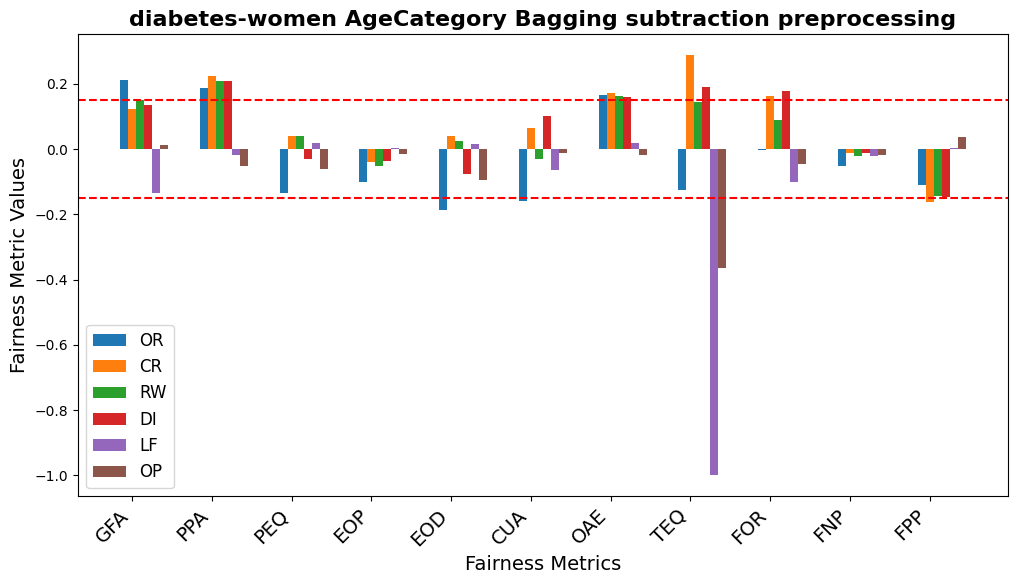 diabetes-women AgeCategory Bagging subtraction preprocessing
Fairness Metric Values
0.2
0.0
−0.2
−0.4
−0.6
−0.8
−1.0
OR
CR
RW
DI
LF
OP
GFA PPA PEQ EOP EOD CUA OAE TEQ FOR FNP FPP
Fairness Metrics